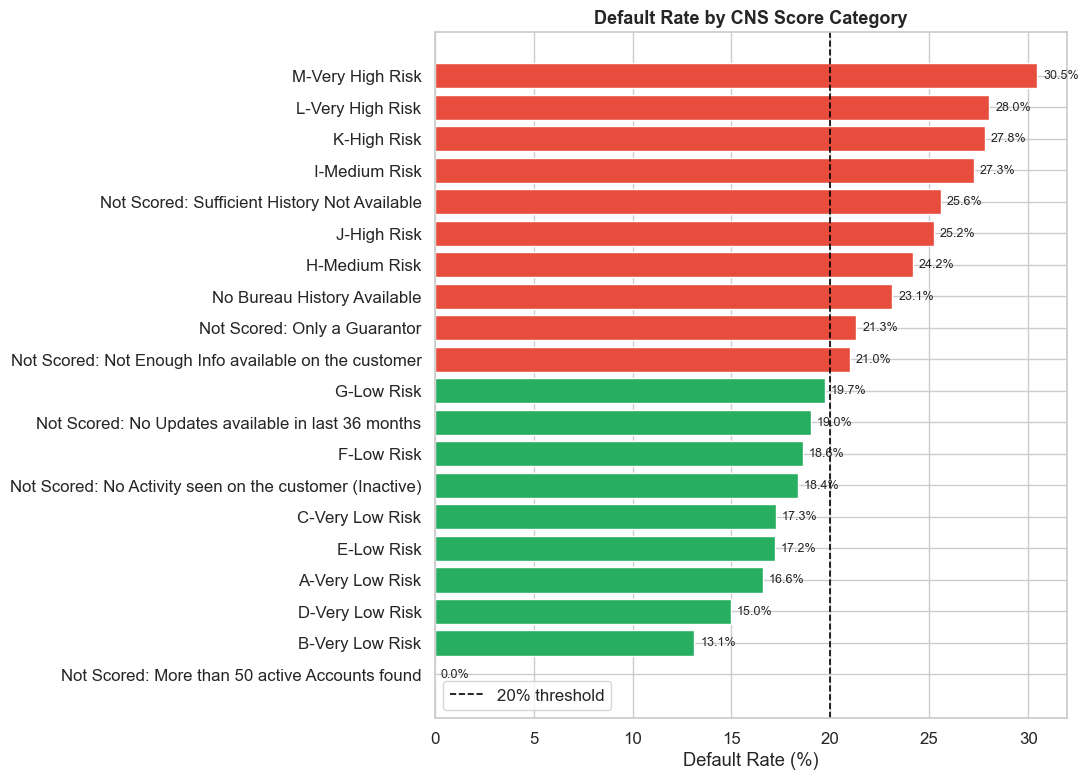 Default Rate by CNS Score Category
M-Very High Risk 30.5%
L-Very High Risk 28.0%
K-High Risk 27.8%
I-Medium Risk 27.3%
Not Scored: Sufficient History Not Available 25.6%
J-High Risk 25.2%
H-Medium Risk 24.2%
No Bureau History Available 23.1%
Not Scored: Only a Guarantor 21.3%
Not Scored: Not Enough Info available on the customer 21.0%
G-Low Risk 19.7%
Not Scored: No Updates available in last 36 months 19.0%
F-Low Risk 18.6%
Not Scored: No Activity seen on the customer (Inactive) 18.4%
C-Very Low Risk 17.3%
E-Low Risk 17.2%
A-Very Low Risk 16.6%
D-Very Low Risk 15.0%
B-Very Low Risk 13.1%
Not Scored: More than 50 active Accounts found 0.0%
20% threshold
0 5 10 15 20 25 30
Default Rate (%)